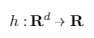 h : R^d → R